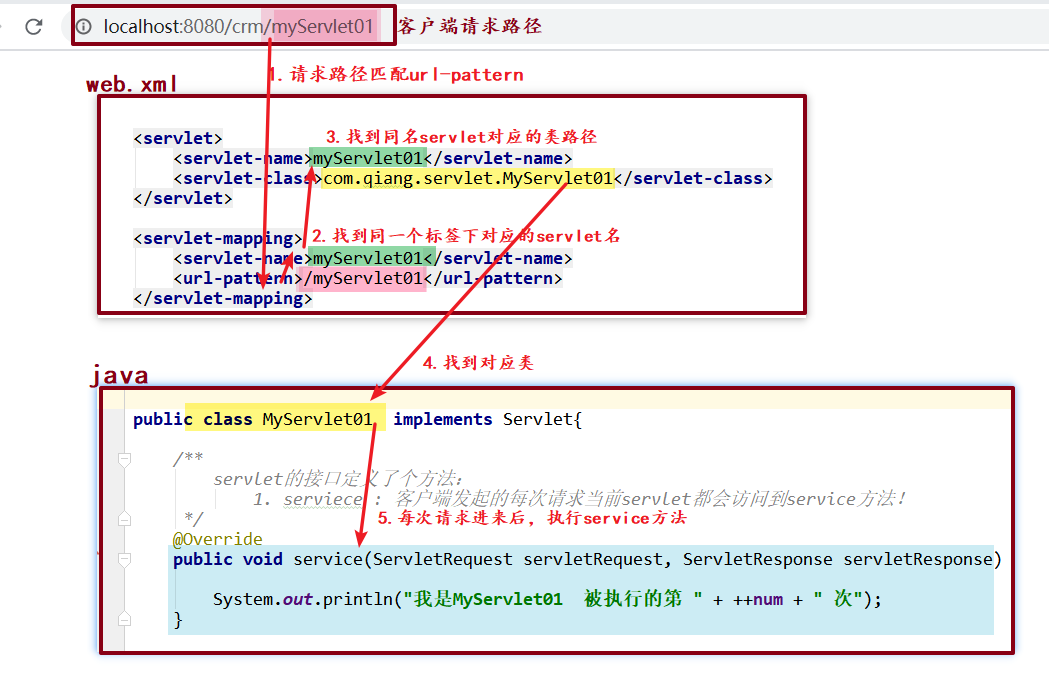 localhost:8080/crm/myServlet01 客户端请求路径
1.请求路径匹配url-pattern
web.xml
<servlet>
3.找到同名servlet对应的类路径
<servlet-name>myServlet01</servlet-name>
<servlet-class>com.qiang.servlet.MyServlet01</servlet-class>
</servlet>
<servlet-mapping>
2.找到同一个标签下对应的servlet名
<servlet-name>myServlet01</servlet-name>
<url-pattern>/myServlet01</url-pattern>
</servlet-mapping>
4.找到对应类
java
public class MyServlet01 implements Servlet{
/**
servlet的接口定义了个方法：
1. serviece : 客户端发起的每次请求当前servlet都会访问到service方法！
*/
5.每次请求进来后，执行service方法
@Override
public void service(ServletRequest servletRequest, ServletResponse servletResponse)
System.out.println("我是MyServlet01 被执行的第 " + ++num + " 次");
}